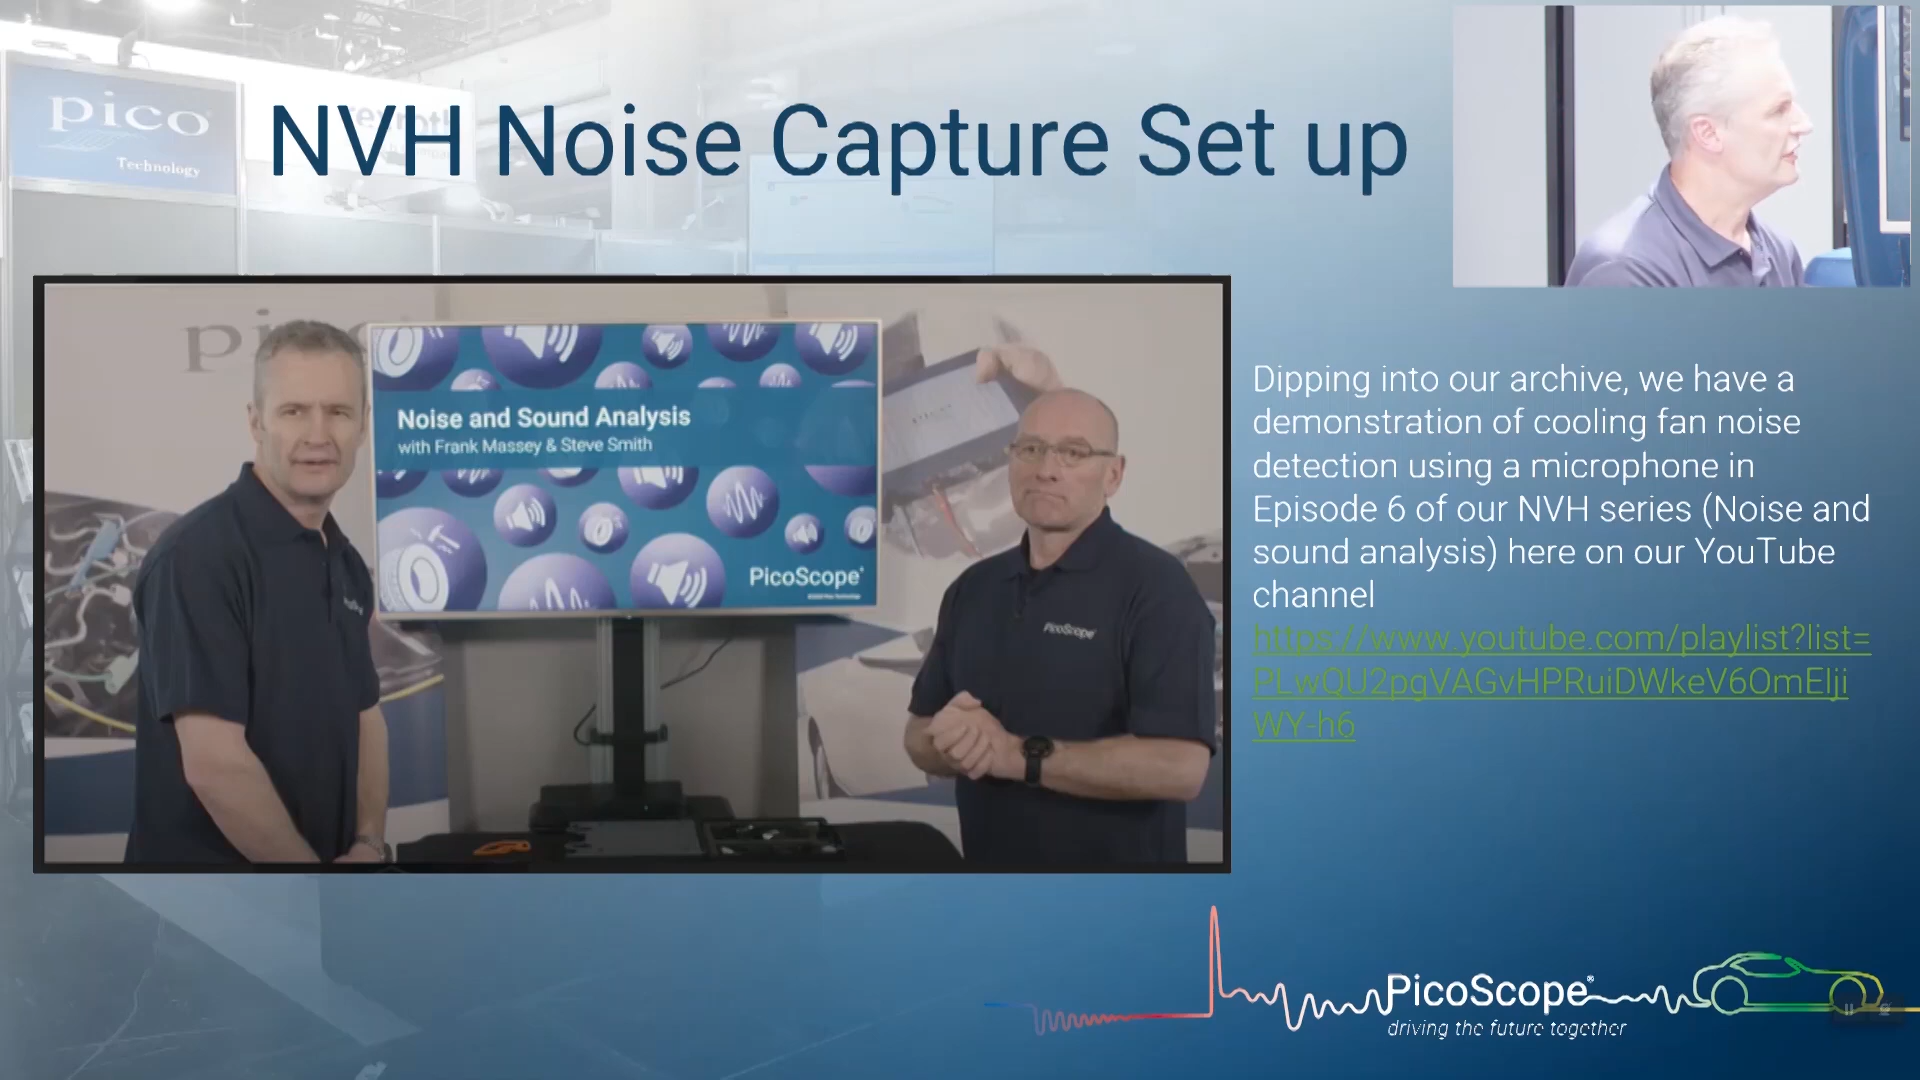 pico
Technology
NVH Noise Capture Set up
Noise and Sound Analysis
with Frank Massey & Steve Smith
PicoScope®
pico
PicoScope
Dipping into our archive, we have a
demonstration of cooling fan noise
detection using a microphone in
Episode 6 of our NVH series (Noise and
sound analysis) here on our YouTube
channel
https://www.youtube.com/playlist?list=
PLwQU2pgVAGvHPRuiDWkeV6OmElji
WY-h6
PicoScope®
driving the future together